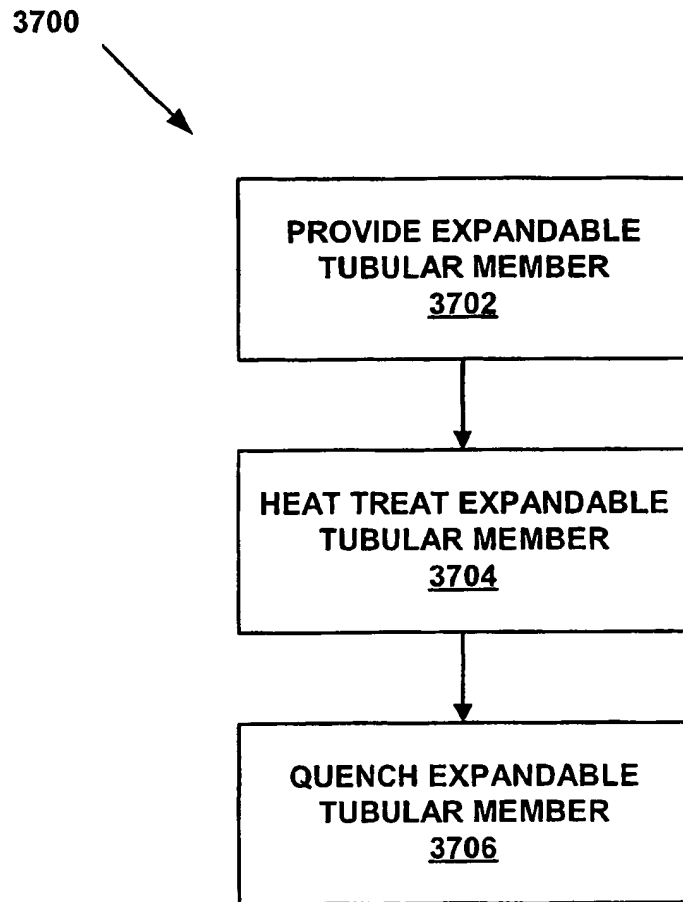 3700
PROVIDE EXPANDABLE
TUBULAR MEMBER
3702
HEAT TREAT EXPANDABLE
TUBULAR MEMBER
3704
QUENCH EXPANDABLE
TUBULAR MEMBER
3706